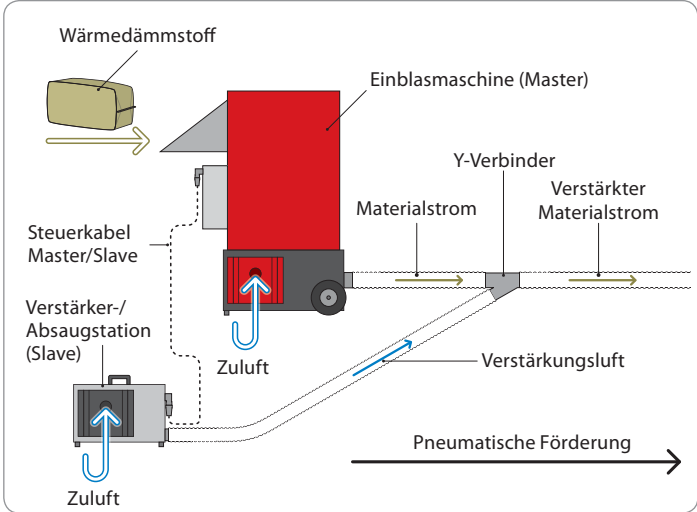 Wärmedämmstoff
Einblasmaschine (Master)
Y-Verbinder
Materialstrom
Verstärkter
Materialstrom
Steuerkabel
Master/Slave
Verstärker-/
Absaugstation
(Slave)
Zuluft
Verstärkungsluft
Pneumatische Förderung
Zuluft